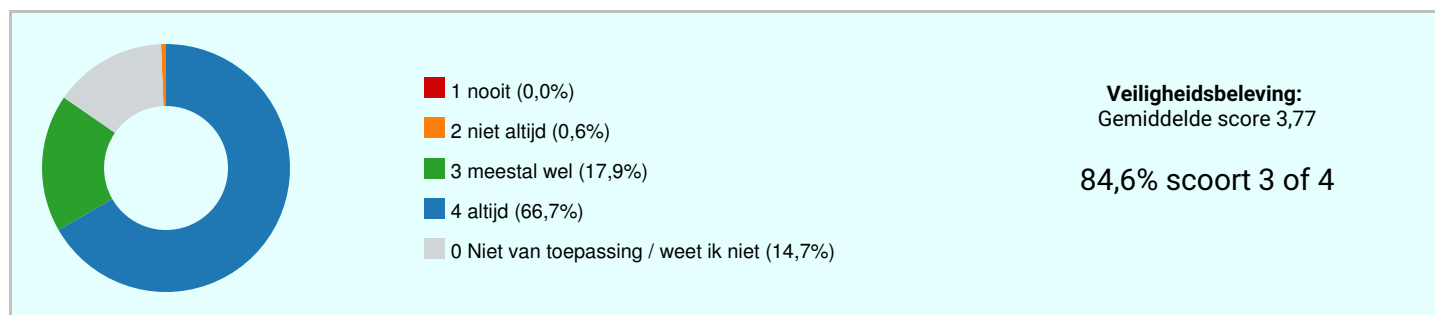 1 nooit (0,0%)
2 niet altijd (0,6%)
3 meestal wel (17,9%)
4 altijd (66,7%)
0 Niet van toepassing / weet ik niet (14,7%)
Veiligheidsbeleving:
Gemiddelde score 3,77
84,6% scoort 3 of 4